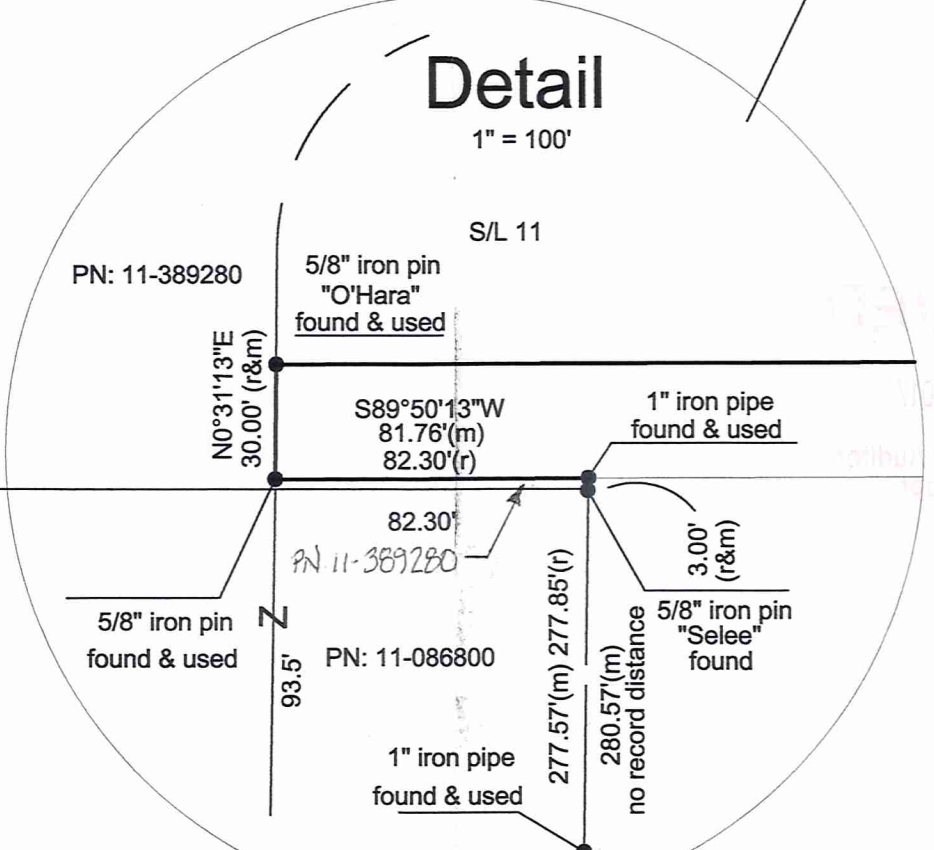 Detail
1" = 100'
S/L 11
PN: 11-389280
5/8" iron pin
"O'Hara"
found & used
N0°31'13"E
30.00' (r&m)
S89°50'13"W
81.76'(m)
82.30'(r)
1" iron pipe
found & used
82.30'
PN 11-389280
3.00'
(r&m)
5/8" iron pin
found & used
5/8" iron pin
"Selee"
found
Z
93.5'
PN: 11-086800
277.57'(m) 277.85'(r)
280.57'(m)
no record distance
1" iron pipe
found & used